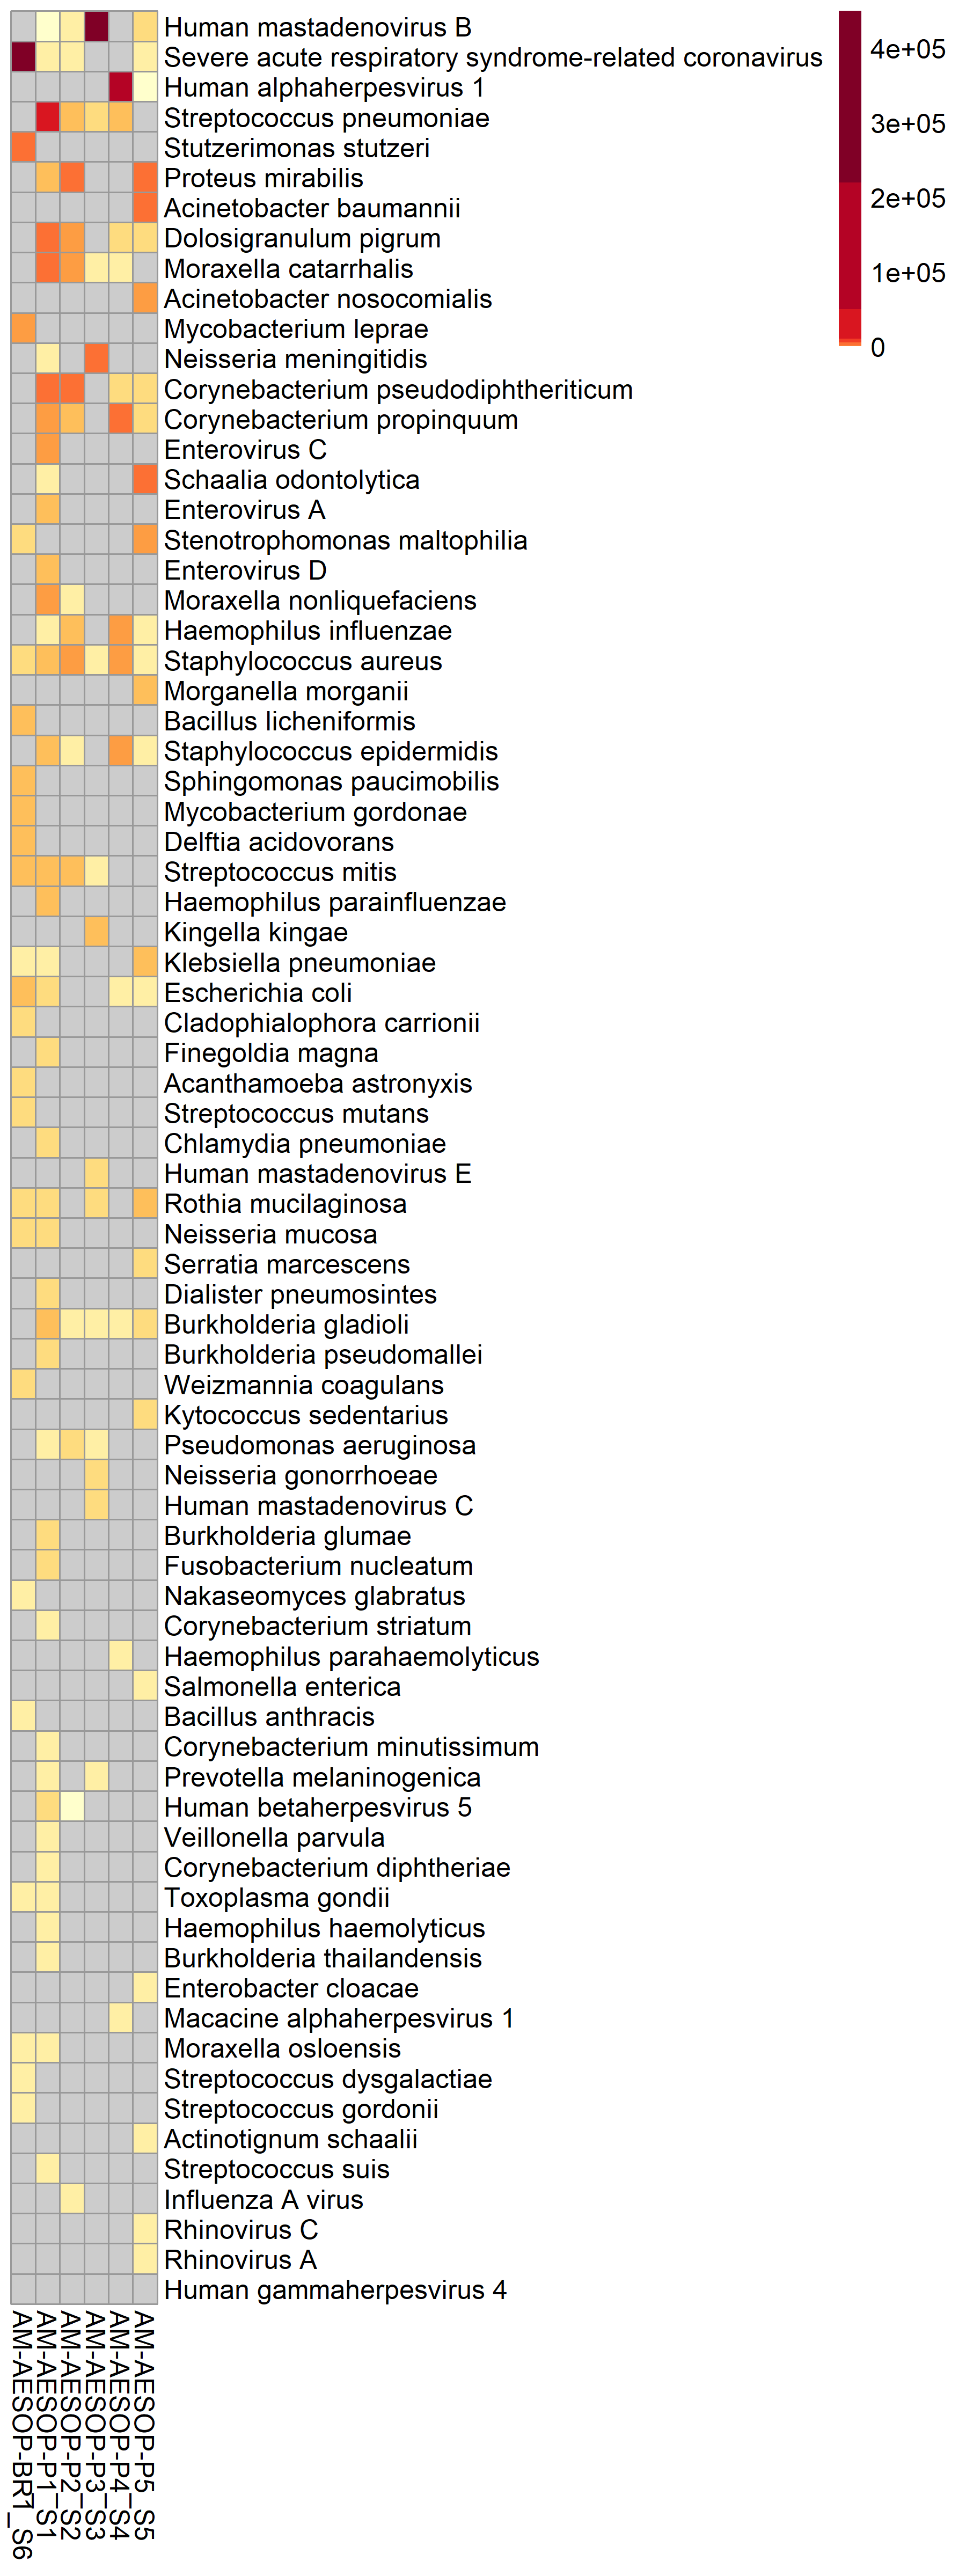 Human mastadenovirus B
Severe acute respiratory syndrome-related coronavirus
Human alphaherpesvirus 1
Streptococcus pneumoniae
Stutzerimonas stutzeri
Proteus mirabilis
Acinetobacter baumannii
Dolosigranulum pigrum
Moraxella catarrhalis
Acinetobacter nosocomialis
Mycobacterium leprae
Neisseria meningitidis
Corynebacterium pseudodiphtheriticum
Corynebacterium propinquum
Enterovirus C
Schaalia odontolytica
Enterovirus A
Stenotrophomonas maltophilia
Enterovirus D
Moraxella nonliquefaciens
Haemophilus influenzae
Staphylococcus aureus
Morganella morganii
Bacillus licheniformis
Staphylococcus epidermidis
Sphingomonas paucimobilis
Mycobacterium gordonae
Delftia acidovorans
Streptococcus mitis
Haemophilus parainfluenzae
Kingella kingae
Klebsiella pneumoniae
Escherichia coli
Cladophialophora carrionii
Finegoldia magna
Acanthamoeba astronyxis
Streptococcus mutans
Chlamydia pneumoniae
Human mastadenovirus E
Rothia mucilaginosa
Neisseria mucosa
Serratia marcescens
Dialister pneumosintes
Burkholderia gladioli
Burkholderia pseudomallei
Weizmannia coagulans
Kytococcus sedentarius
Pseudomonas aeruginosa
Neisseria gonorrhoeae
Human mastadenovirus C
Burkholderia glumae
Fusobacterium nucleatum
Nakaseomyces glabratus
Corynebacterium striatum
Haemophilus parahaemolyticus
Salmonella enterica
Bacillus anthracis
Corynebacterium minutissimum
Prevotella melaninogenica
Human betaherpesvirus 5
Veillonella parvula
Corynebacterium diphtheriae
Toxoplasma gondii
Haemophilus haemolyticus
Burkholderia thailandensis
Enterobacter cloacae
Macacine alphaherpesvirus 1
Moraxella osloensis
Streptococcus dysgalactiae
Streptococcus gordonii
Actinotignum schaalii
Streptococcus suis
Influenza A virus
Rhinovirus C
Rhinovirus A
Human gammaherpesvirus 4
AM-AESOP-BR1_S6
AM-AESOP-P1_S1
AM-AESOP-P2_S2
AM-AESOP-P3_S3
AM-AESOP-P4_S4
AM-AESOP-P5_S5
4e+05
3e+05
2e+05
1e+05
0